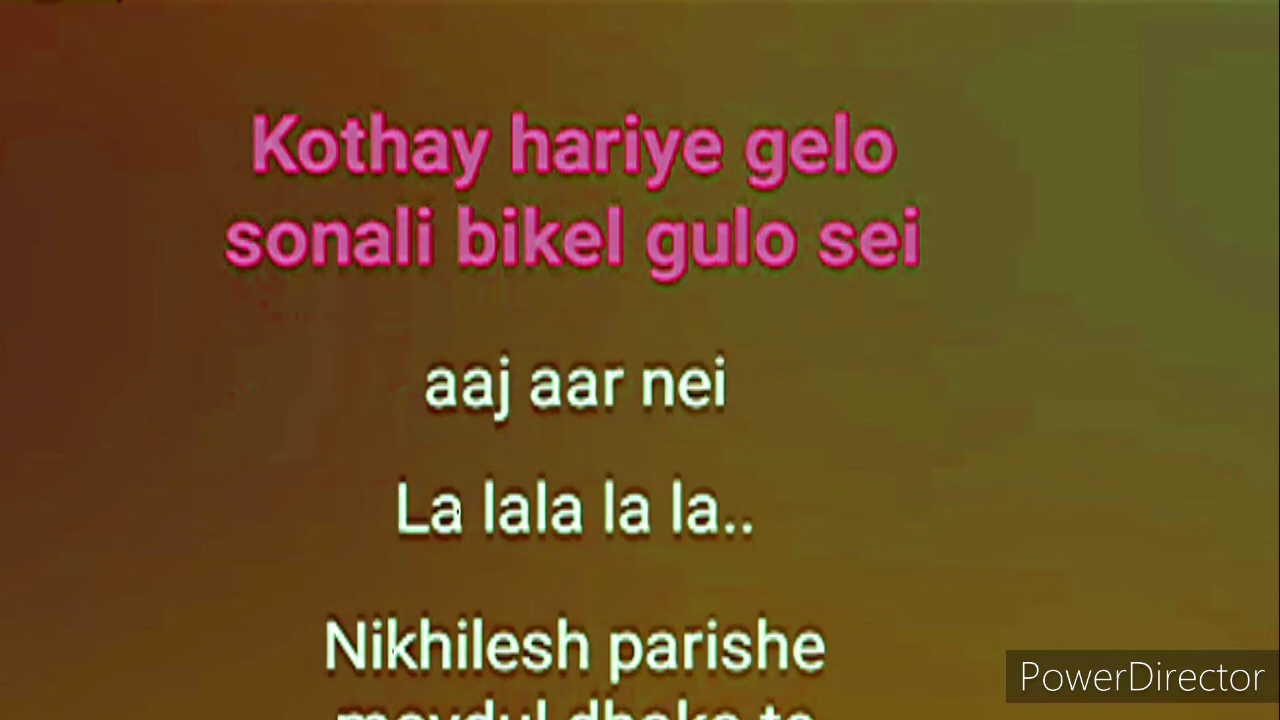 Kothay hariye gelo
sonali bikel gulo sei
aaj aar nei
La lala la la..
Nikhilesh parishe
PowerDirector